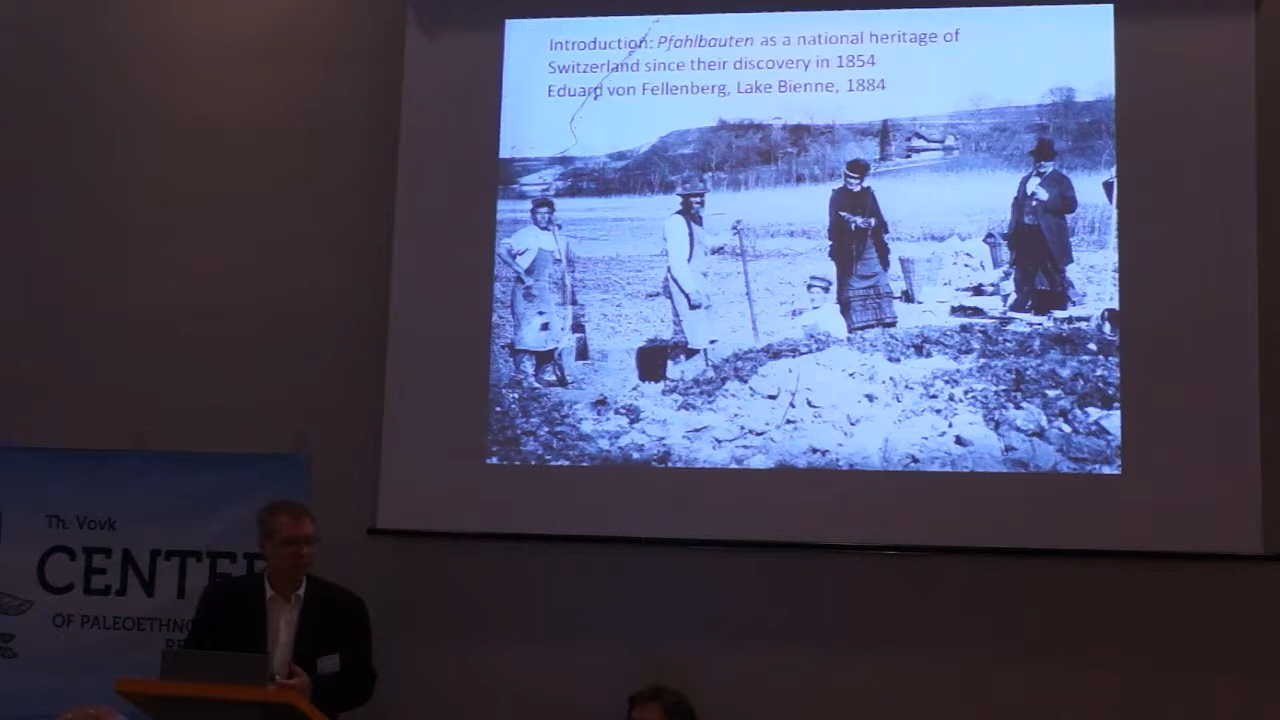 Introduction: Pfahlbauten as a national heritage of
Switzerland since their discovery in 1854
Eduard von Fellenberg, Lake Bienne, 1884
Th. Vovk
CENTER
OF PALEOETHNO